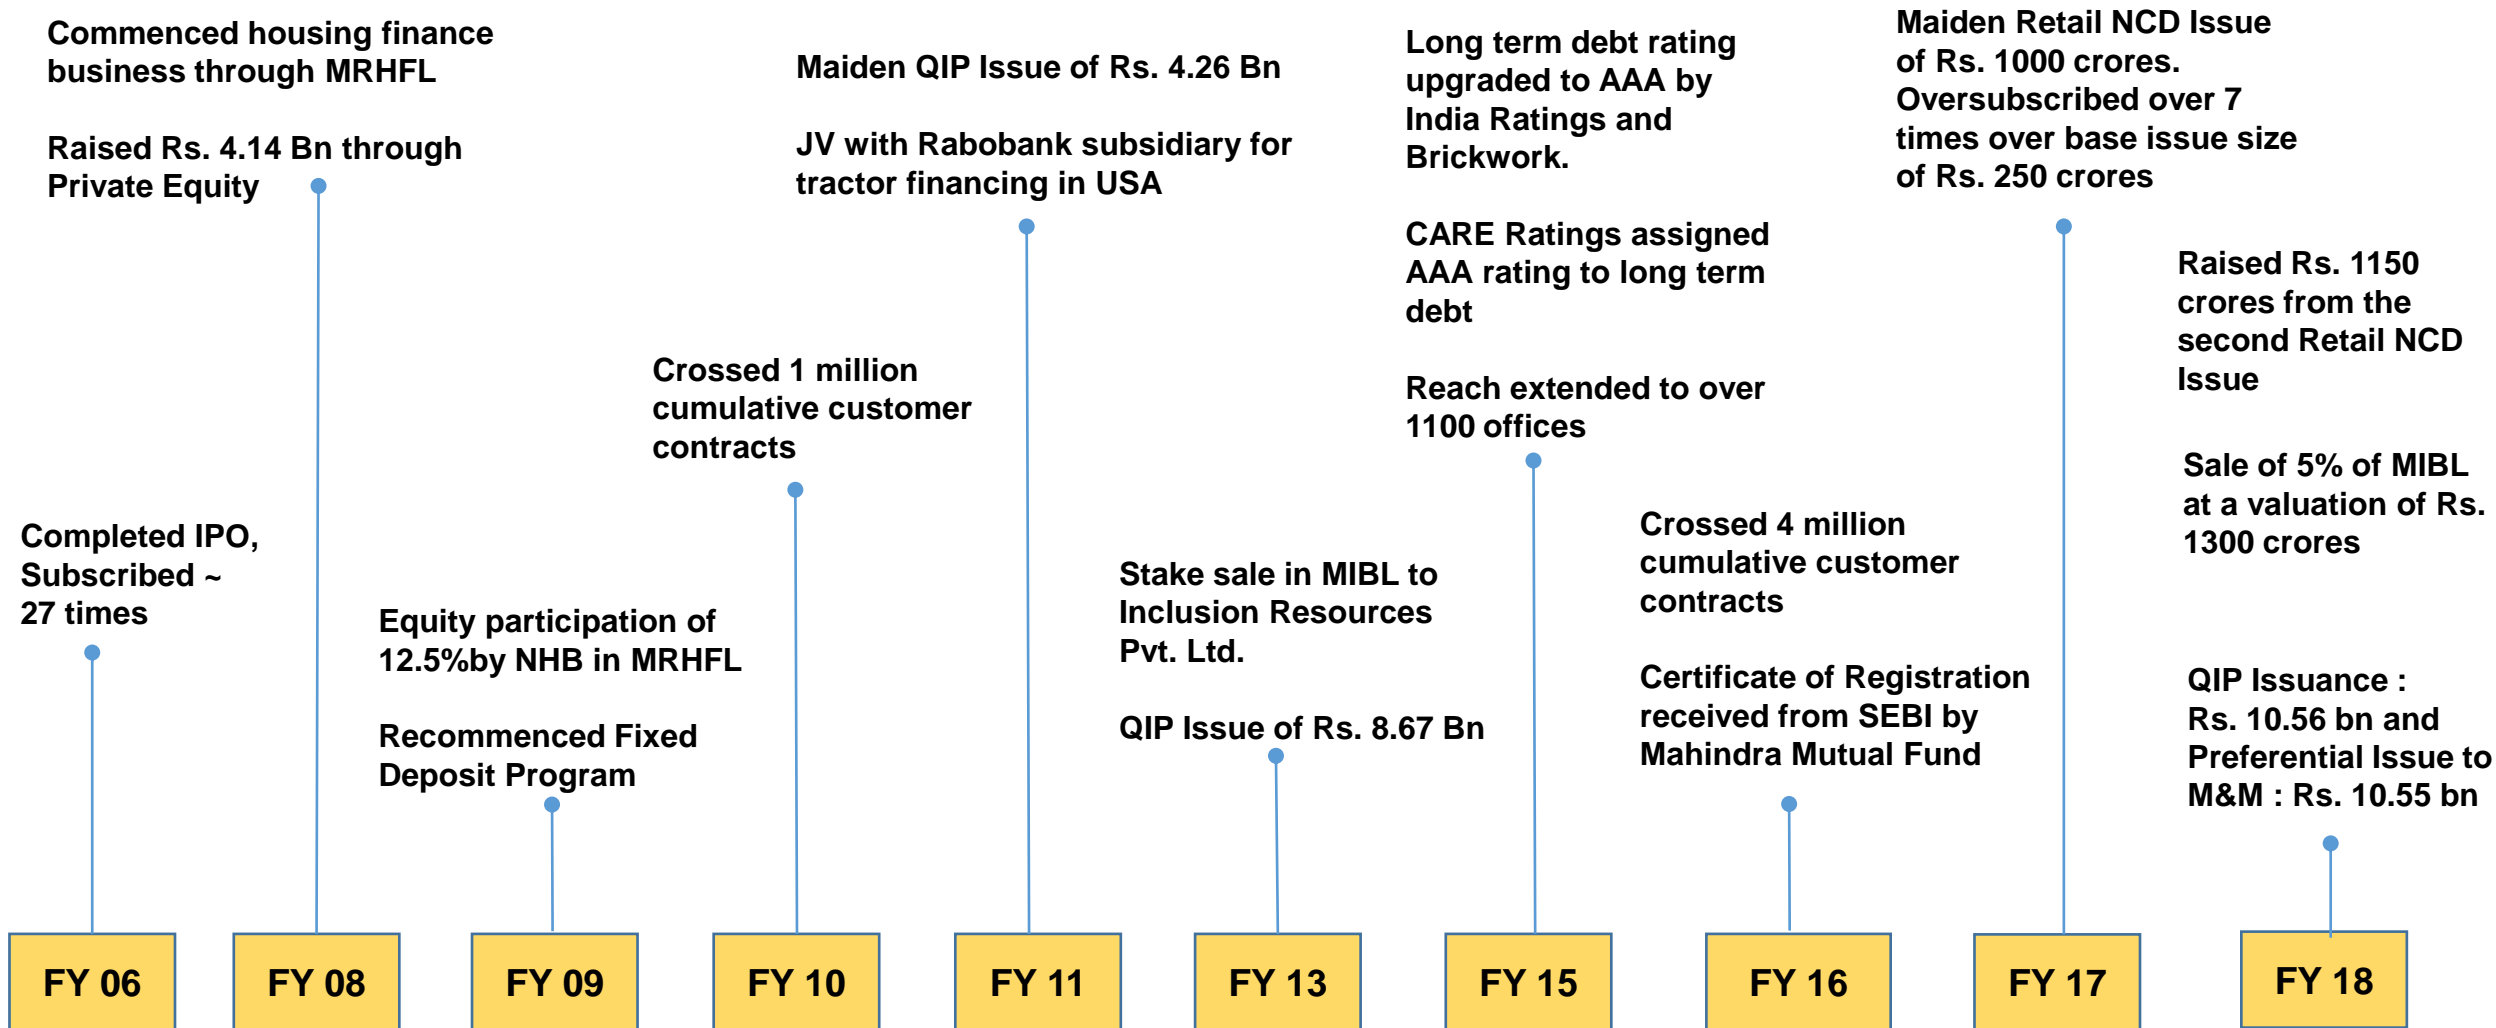 Commenced housing finance
business through MRHFL
Raised Rs. 4.14 Bn through
Private Equity
Maiden QIP Issue of Rs. 4.26 Bn
JV with Rabobank subsidiary for
tractor financing in USA
Long term debt rating
upgraded to AAA by
India Ratings and
Brickwork.
CARE Ratings assigned
AAA rating to long term
debt
Reach extended to over
1100 offices
Maiden Retail NCD Issue
of Rs. 1000 crores.
Oversubscribed over 7
times over base issue size
of Rs. 250 crores
Raised Rs. 1150
crores from the
second Retail NCD
Issue
Sale of 5% of MIBL
at a valuation of Rs.
1300 crores
QIP Issuance :
Rs. 10.56 bn and
Preferential Issue to
M&M : Rs. 10.55 bn
Crossed 1 million
cumulative customer
contracts
Completed IPO,
Subscribed ~
27 times
Equity participation of
12.5%by NHB in MRHFL
Recommenced Fixed
Deposit Program
Stake sale in MIBL to
Inclusion Resources
Pvt. Ltd.
QIP Issue of Rs. 8.67 Bn
Crossed 4 million
cumulative customer
contracts
Certificate of Registration
received from SEBI by
Mahindra Mutual Fund
FY 06
FY 08
FY 09
FY 10
FY 11
FY 13
FY 15
FY 16
FY 17
FY 18